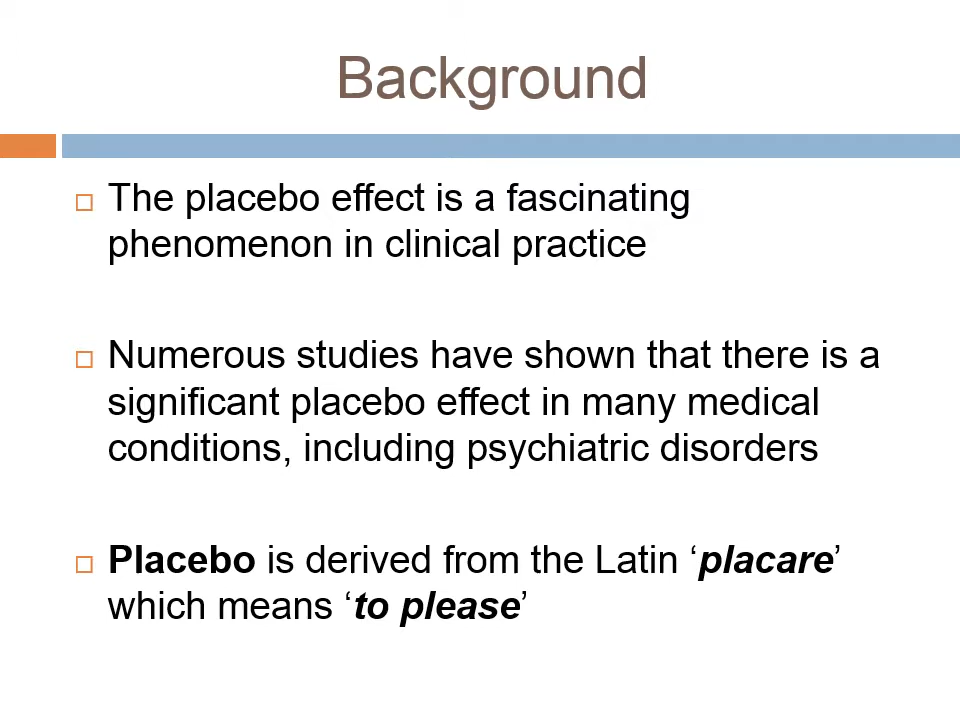 Background
The placebo effect is a fascinating
phenomenon in clinical practice
Numerous studies have shown that there is a
significant placebo effect in many medical
conditions, including psychiatric disorders
Placebo is derived from the Latin ‘placare’
which means ‘to please’